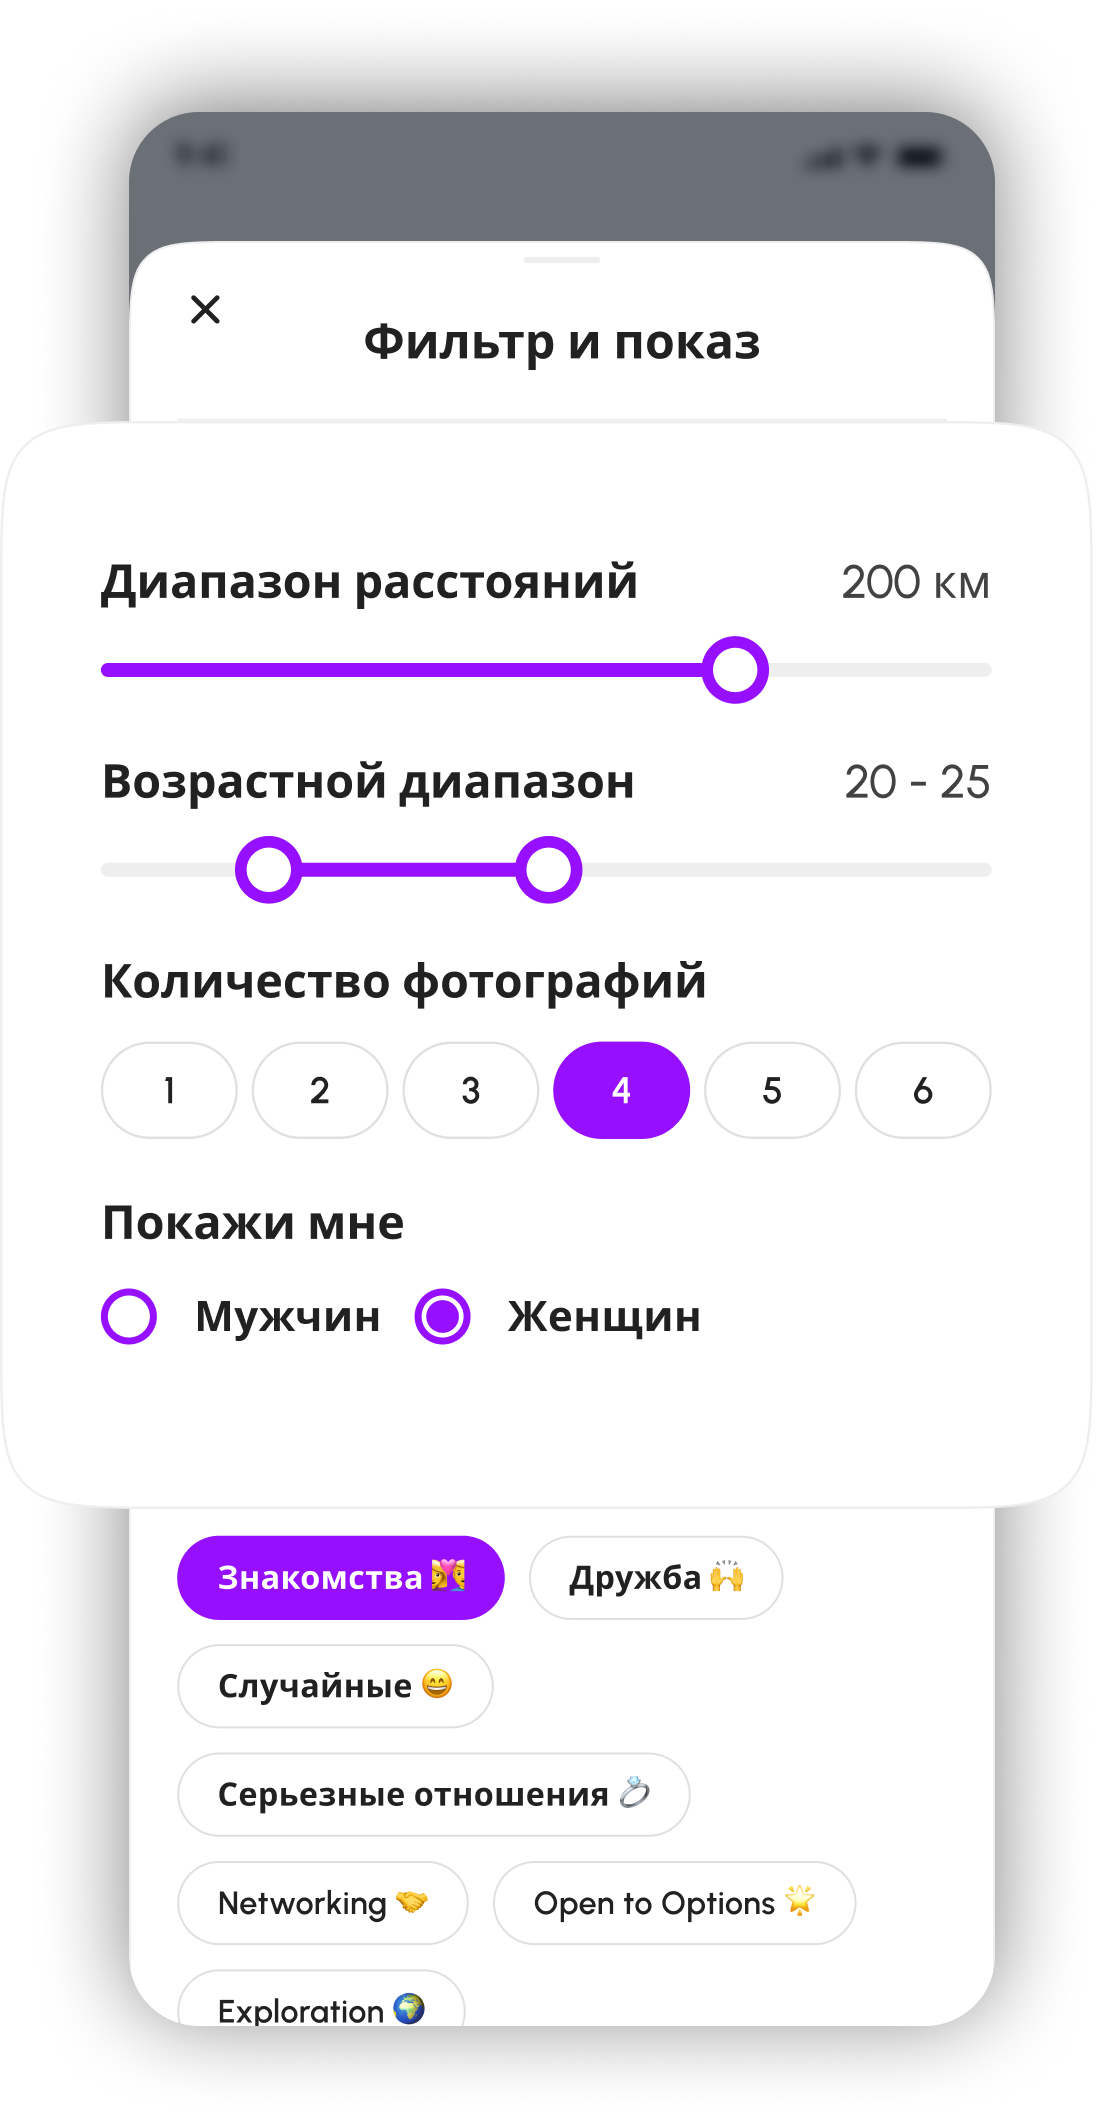 Фильтр и показ
Диапазон расстояний 200 км
Возрастной диапазон 20 - 25
Количество фотографий
1 2 3 4 5 6
Покажи мне
Мужчин Женщин
Знакомства 💏 Дружба 🙌
Случайные 😄
Серьезные отношения 💍
Networking 🤝 Open to Options 🌟
Exploration 🌍